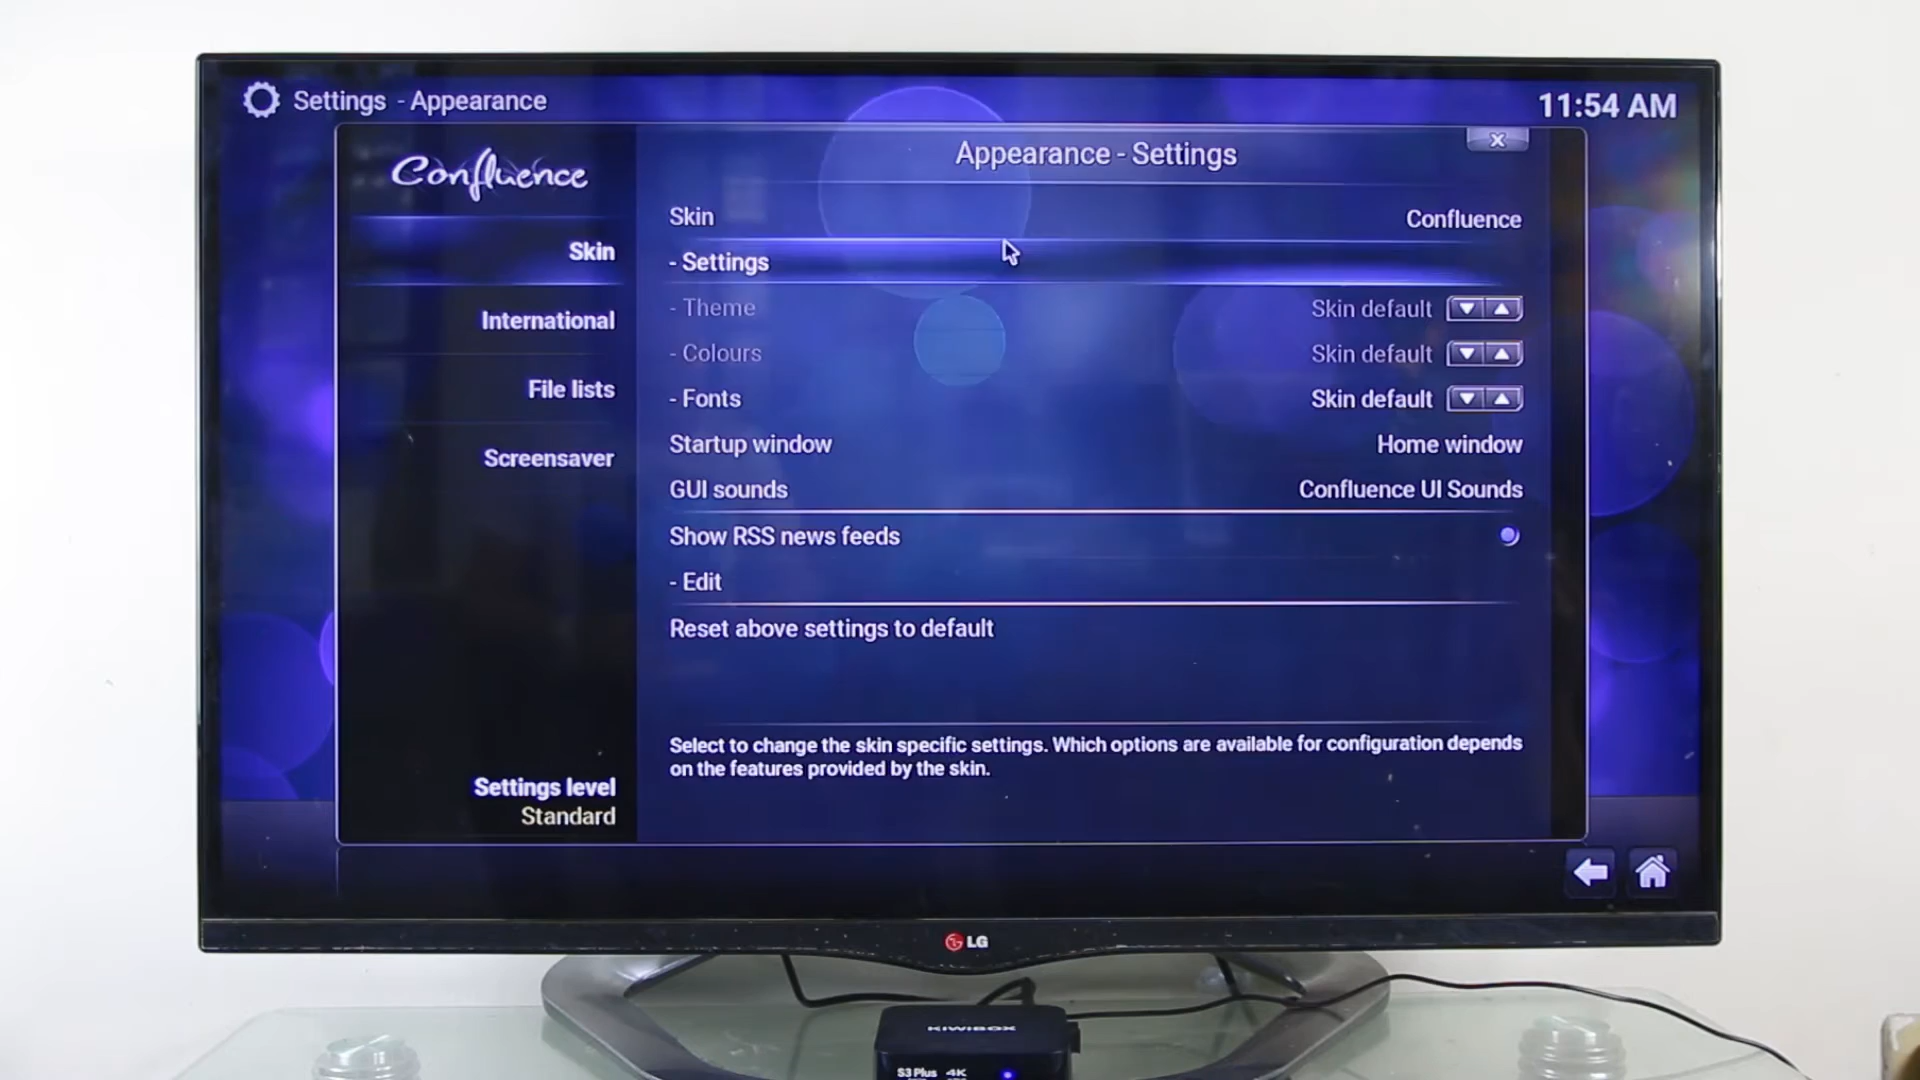 Settings - Appearance
11:54 AM
Confluence
Appearance - Settings
x
Skin
International
File lists
Screensaver
Settings level
Standard
Skin Confluence
- Settings
- Theme Skin default
- Colours Skin default
- Fonts Skin default
Startup window Home window
GUI sounds Confluence UI Sounds
Show RSS news feeds
- Edit
Reset above settings to default
Select to change the skin specific settings. Which options are available for configuration depends
on the features provided by the skin.
LG
KIWIBOX
S3 Plus 4K